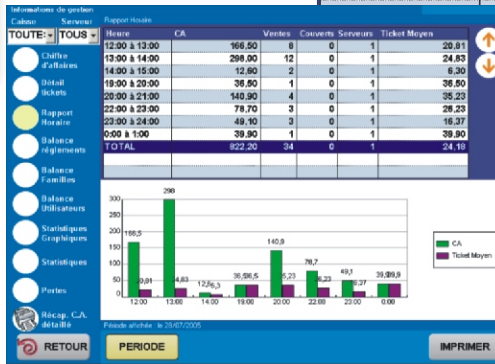 Informations de gestion
Caisse Serveur
TOUTE: TOUS
Chiffre
d'affaires
Détail
tickets
Rapport
Horaire
Balance
réglements
Balance
Familles
Balance
Utilisateurs
Statistiques
Graphiques
Statistiques
Pertes
Récap. C.A.
détaillé
RETOUR
Rapport Horaire
Heure CA Ventes Couverts Serveurs Ticket Moyen
12:00 à 13:00 166,50 8 0 1 20,81
13:00 à 14:00 298,00 12 0 1 24,83
14:00 à 15:00 12,60 2 0 1 6,30
19:00 à 20:00 36,50 1 0 1 36,50
20:00 à 21:00 140,90 4 0 1 35,23
22:00 à 23:00 78,70 3 0 1 26,23
23:00 à 24:00 49,10 3 0 1 16,37
0:00 à 1:00 39,90 1 0 1 39,90
TOTAL 822,20 34 0 1 24,18
300
250
200
150
100
50
0
166,5
298
140,9
78,7
49,1
12:00 13:00 14:00 19:00 20:00 22:00 23:00 0:00
CA
Ticket Moyen
Période affichée : le 28/07/2005
PERIODE
IMPRIMER